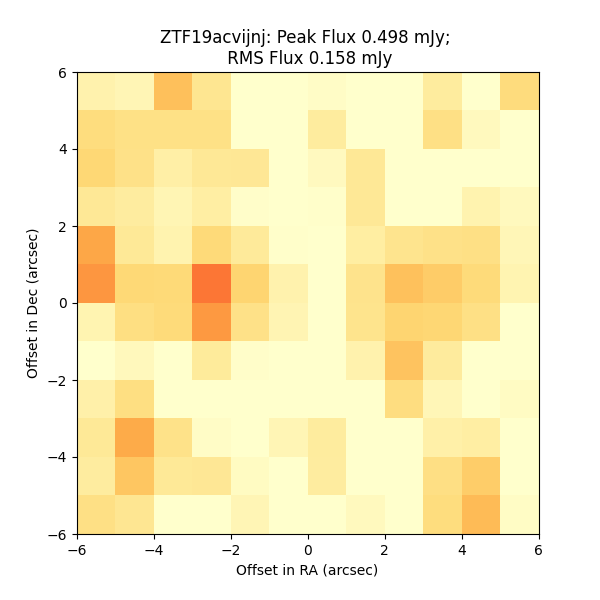 ZTF19acvijnj: Peak Flux 0.498 mJy;
RMS Flux 0.158 mJy
6
4
2
0
−2
−4
−6
Offset in Dec (arcsec)
−6 −4 −2 0 2 4 6
Offset in RA (arcsec)